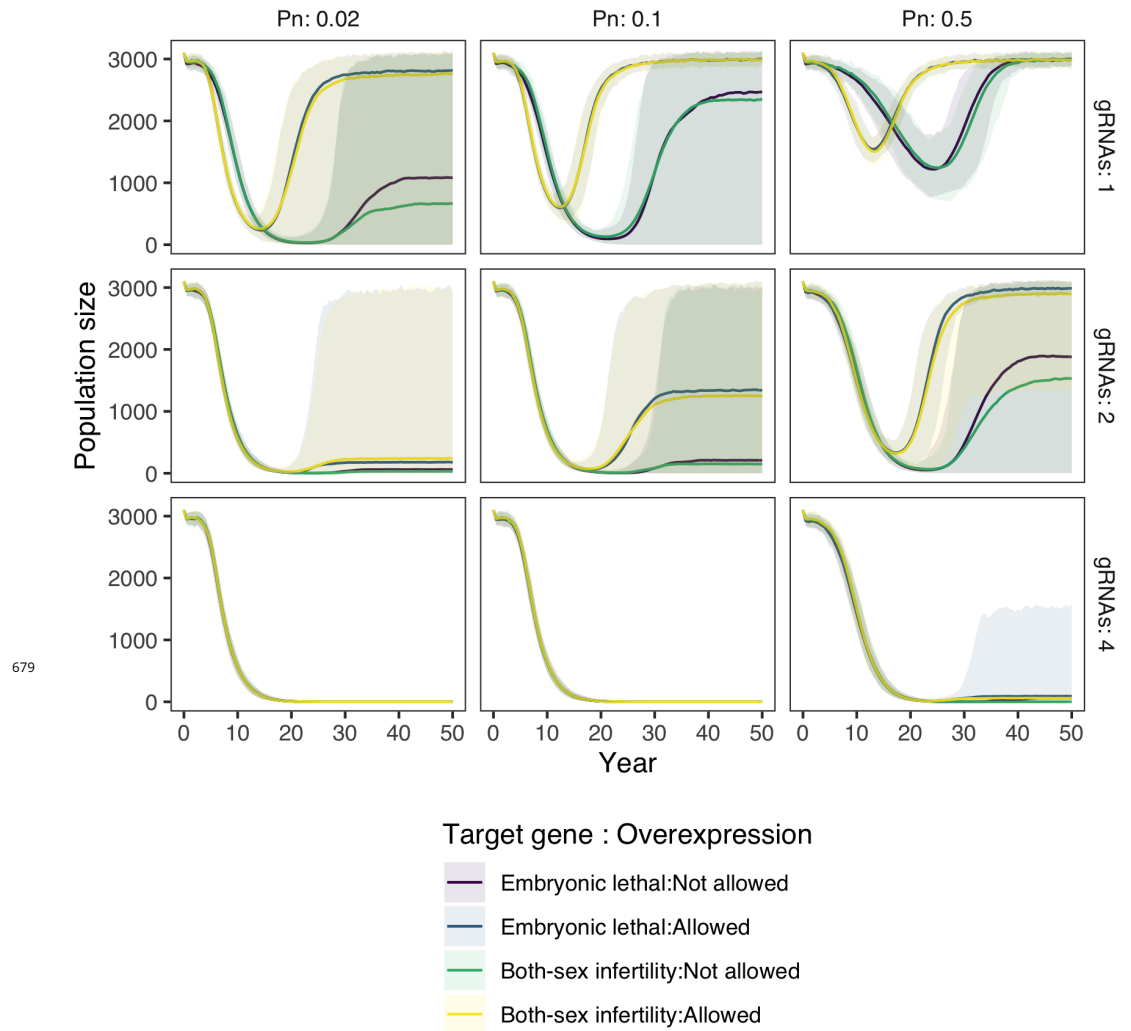 Pn: 0.02 Pn: 0.1 Pn: 0.5
3000
2000
1000
0
gRNAs: 1
Population size
3000
2000
1000
0
gRNAs: 2
3000
2000
1000
0
gRNAs: 4
679
0 10 20 30 40 50 0 10 20 30 40 50 0 10 20 30 40 50
Year
Target gene : Overexpression
Embryonic lethal:Not allowed
Embryonic lethal:Allowed
Both-sex infertility:Not allowed
Both-sex infertility:Allowed